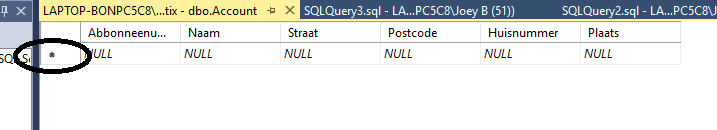 LAPTOP-BONPC5C8\...tix - dbo.Account
SQLQuery3.sql - LA...PC5C8\Joey B (51))
SQLQuery2.sql - LA...PC5C8\J
Abbonneenu...
Naam
Straat
Postcode
Huisnummer
Plaats
NULL
NULL
NULL
NULL
NULL
NULL